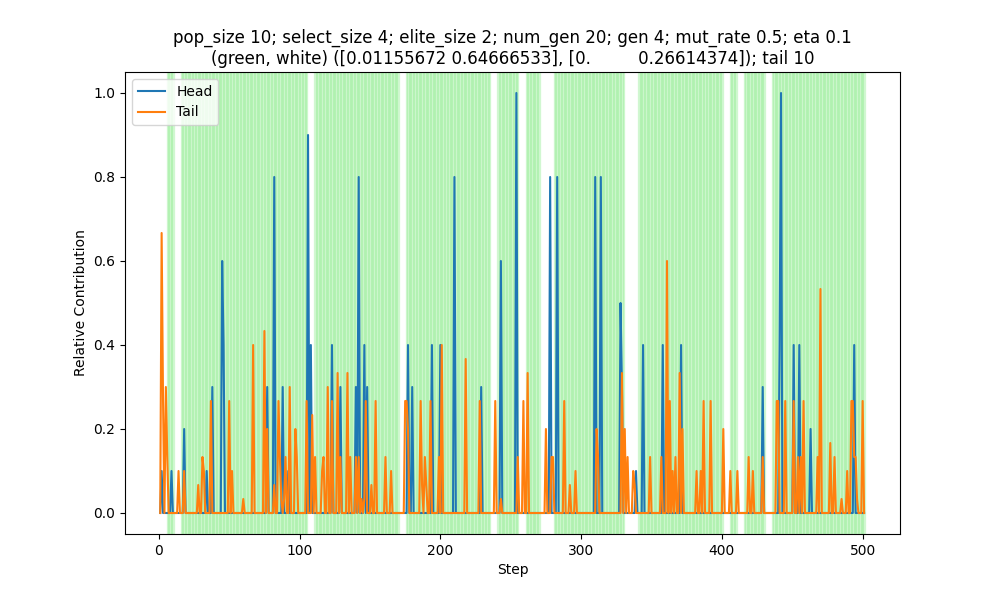 pop_size 10; select_size 4; elite_size 2; num_gen 20; gen 4; mut_rate 0.5; eta 0.1
(green, white) ([0.01155672 0.64666533], [0.         0.26614374]); tail 10
Head
Tail
1.0
0.8
0.6
0.4
0.2
0.0
Relative Contribution
0 100 200 300 400 500
Step